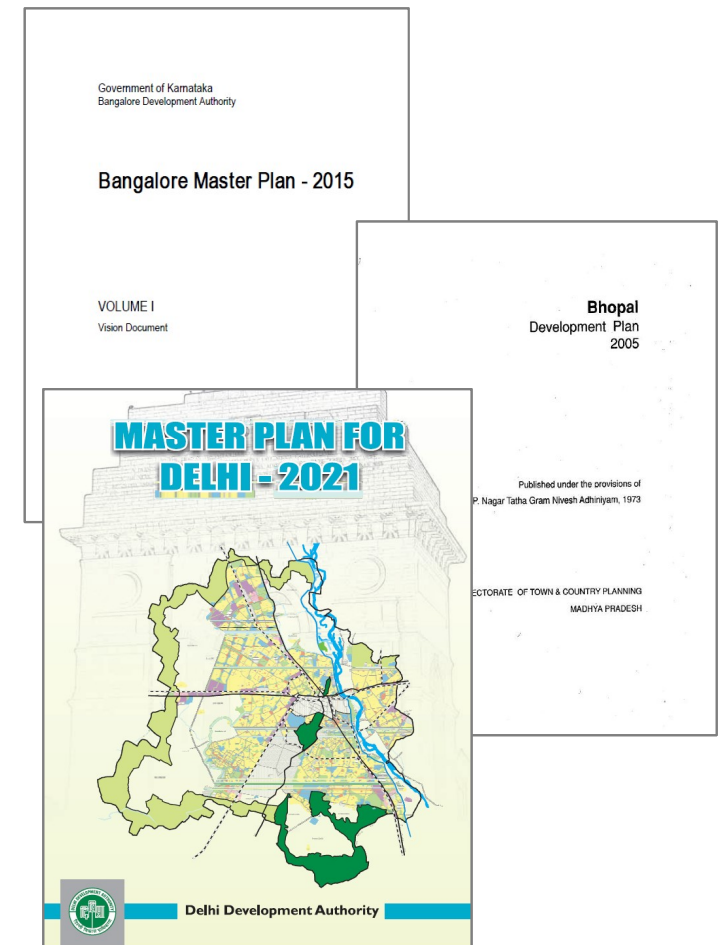 Government of Karnataka
Bangalore Development Authority
Bangalore Master Plan - 2015
VOLUME I
Vision Document
Bhopal
Development Plan
2005
Published under the provisions of
P. Nagar Tatha Gram Nivesh Adhiniyam, 1973
ECTORATE OF TOWN & COUNTRY PLANNING
MADHYA PRADESH
MASTER PLAN FOR
DELHI - 2021
Delhi Development Authority